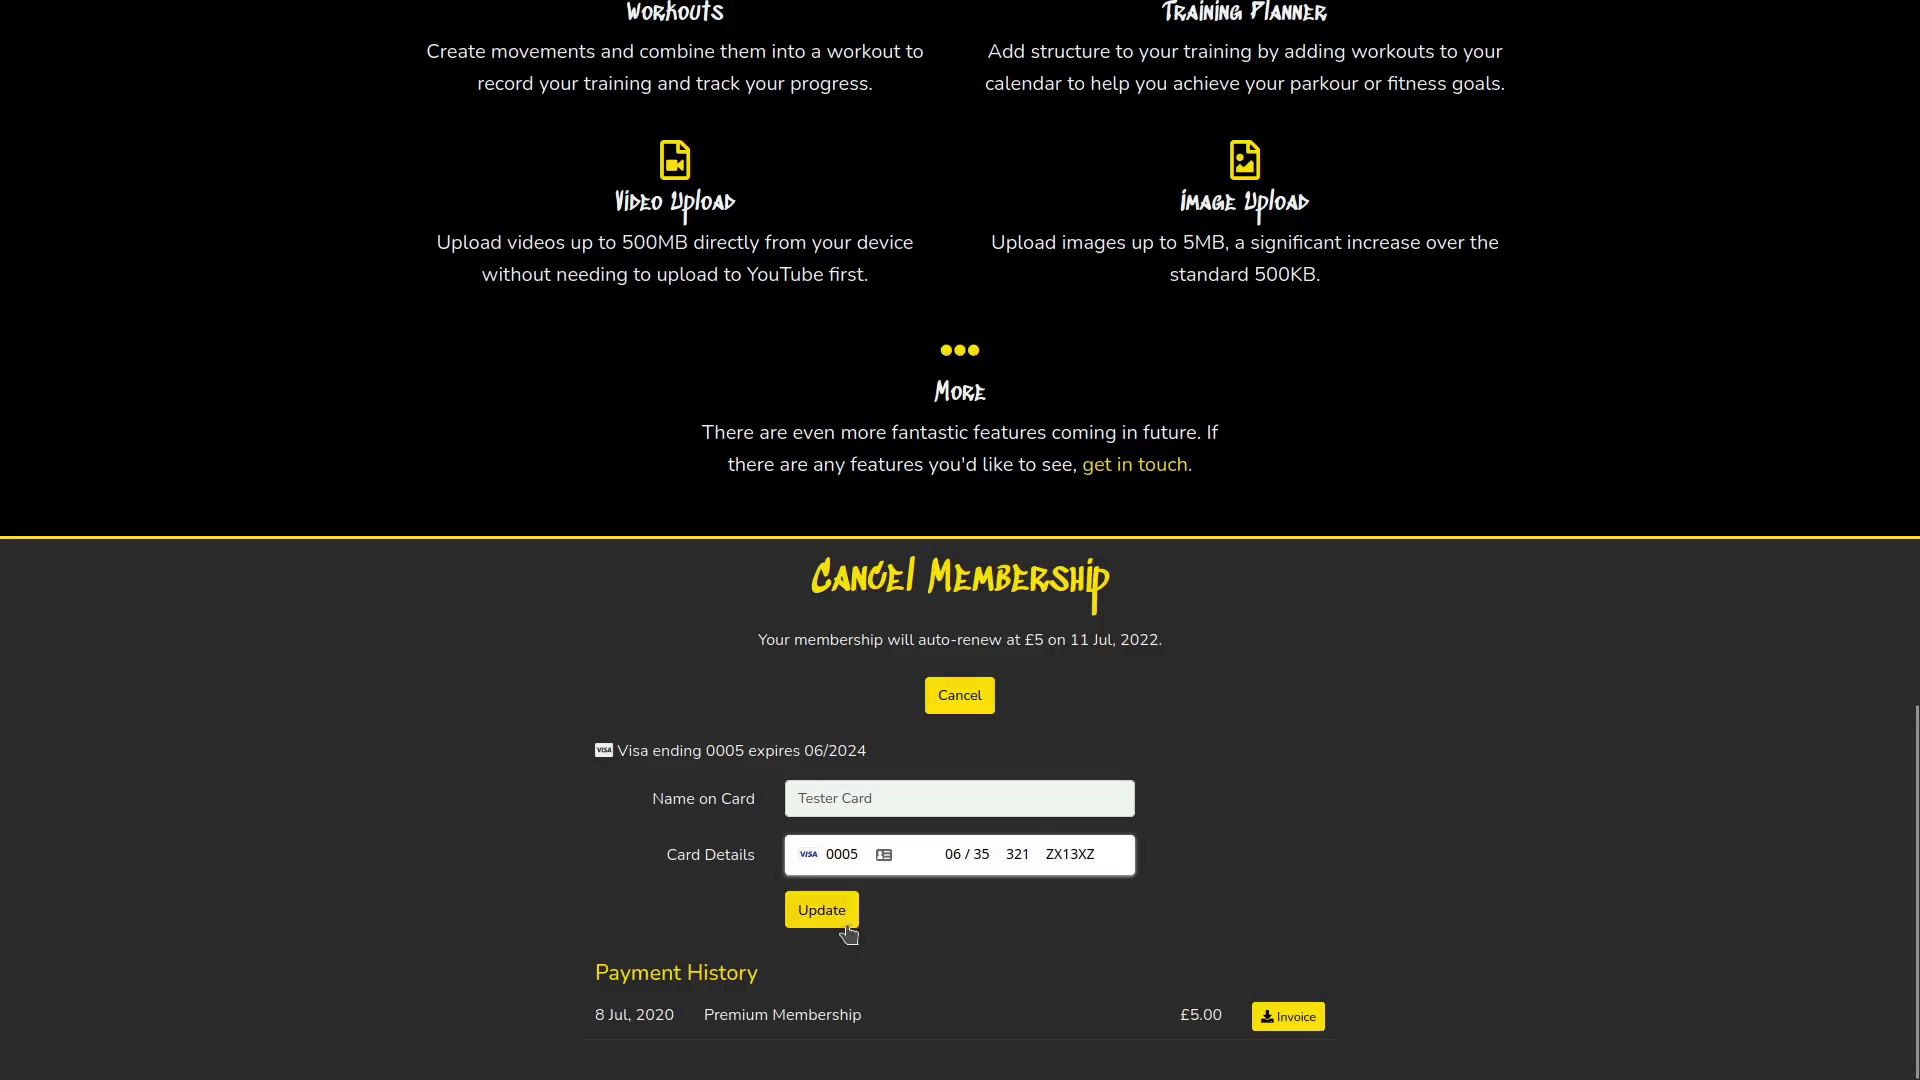 Workouts
Training Planner
Create movements and combine them into a workout to
record your training and track your progress.
Add structure to your training by adding workouts to your
calendar to help you achieve your parkour or fitness goals.
Video Upload
Image Upload
Upload videos up to 500MB directly from your device
without needing to upload to YouTube first.
Upload images up to 5MB, a significant increase over the
standard 500KB.
More
There are even more fantastic features coming in future. If
there are any features you'd like to see, get in touch.
Cancel Membership
Your membership will auto-renew at £5 on 11 Jul, 2022.
Cancel
VISA Visa ending 0005 expires 06/2024
Name on Card Tester Card
Card Details VISA 0005 06 / 35 321 ZX13XZ
Update
Payment History
8 Jul, 2020 Premium Membership £5.00 Invoice